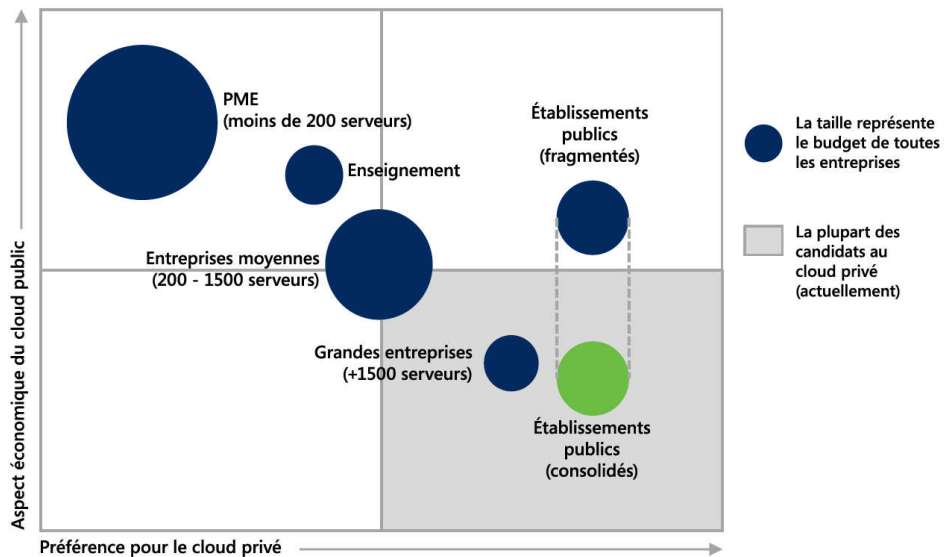 PME
(moins de 200 serveurs)
Enseignement
Établissements
publics
(fragmentés)
Entreprises moyennes
(200 - 1500 serveurs)
Grandes entreprises
(+1500 serveurs)
Établissements
publics
(consolidés)
La taille représente
le budget de toutes
les entreprises
La plupart des
candidats au
cloud privé
(actuellement)
Aspect économique du cloud public
Préférence pour le cloud privé